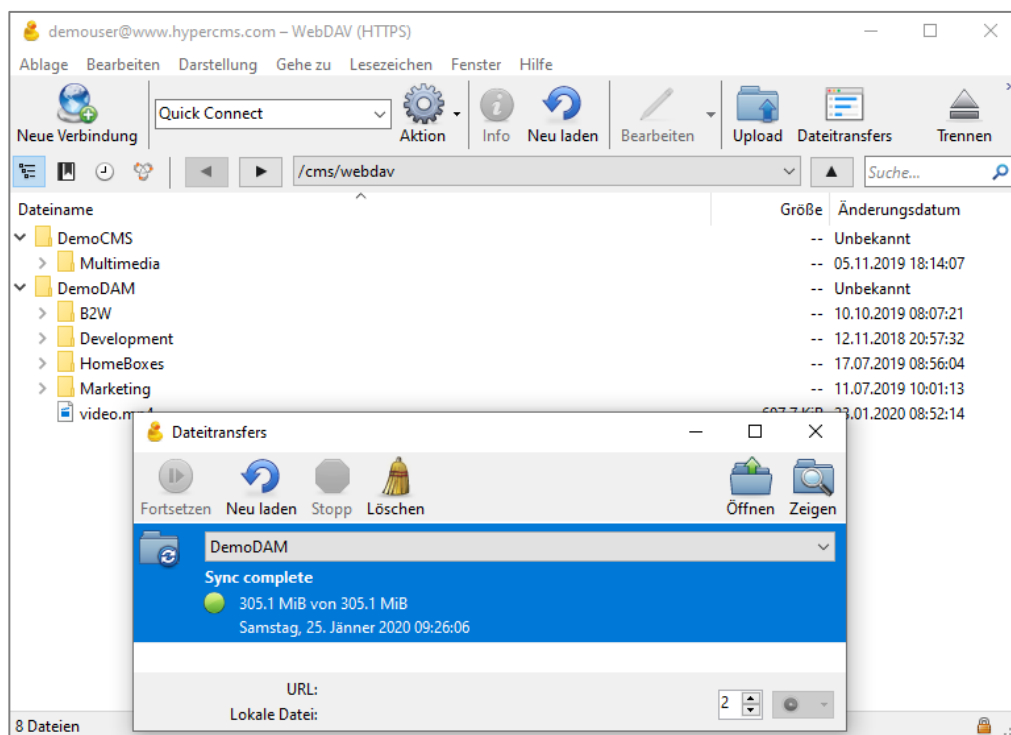 demouser@www.hypercms.com – WebDAV (HTTPS)
Ablage Bearbeiten Darstellung Gehe zu Lesezeichen Fenster Hilfe
Quick Connect
Neue Verbindung Aktion Info Neu laden Bearbeiten Upload Dateitransfers Trennen
/cms/webdav Suche...
Dateiname Größe Änderungsdatum
DemoCMS -- Unbekannt
Multimedia -- 05.11.2019 18:14:07
DemoDAM -- Unbekannt
B2W -- 10.10.2019 08:07:21
Development -- 12.11.2018 20:57:32
HomeBoxes -- 17.07.2019 08:56:04
Marketing -- 11.07.2019 10:01:13
video.mp4 08:52:14
Dateitransfers
Fortsetzen Neu laden Stopp Löschen Öffnen Zeigen
DemoDAM
Sync complete
305.1 MiB von 305.1 MiB
Samstag, 25. Jänner 2020 09:26:06
URL:
2
Lokale Datei:
8 Dateien